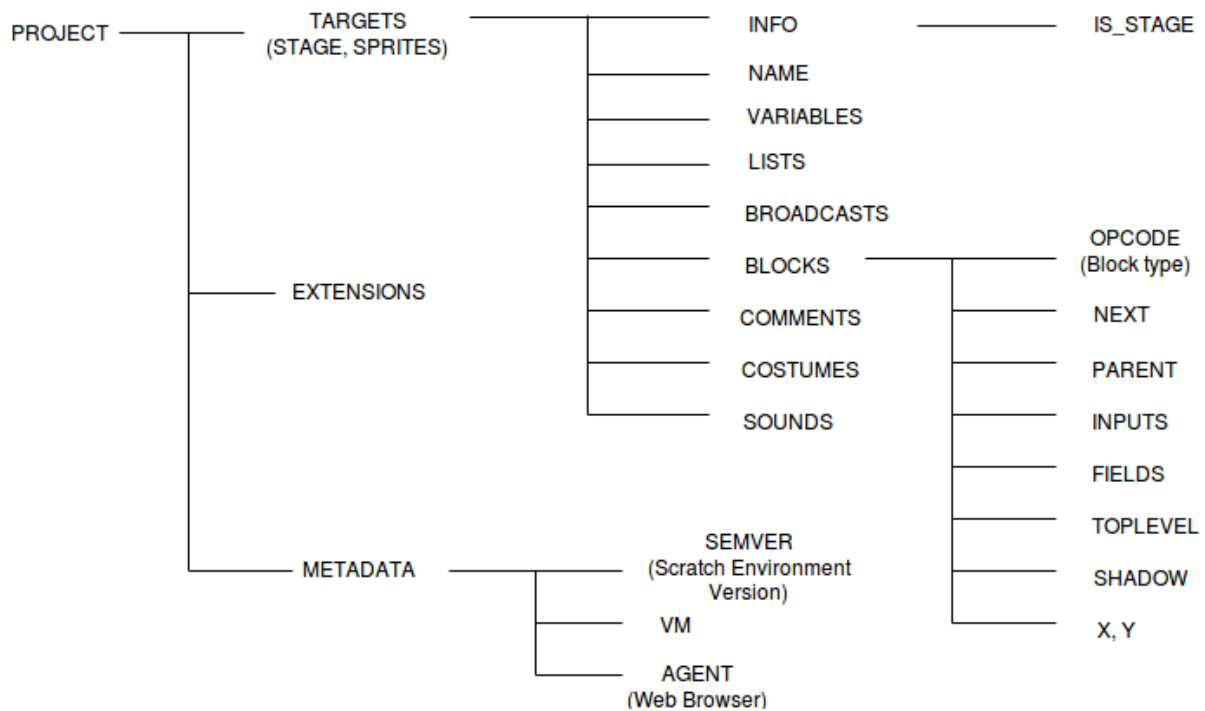 PROJECT
TARGETS
(STAGE, SPRITES)
INFO
IS_STAGE
NAME
VARIABLES
LISTS
BROADCASTS
BLOCKS
OPCODE
(Block type)
NEXT
PARENT
INPUTS
FIELDS
TOPLEVEL
SHADOW
X, Y
COMMENTS
COSTUMES
SOUNDS
EXTENSIONS
METADATA
SEMVER
(Scratch Environment
Version)
VM
AGENT
(Web Browser)